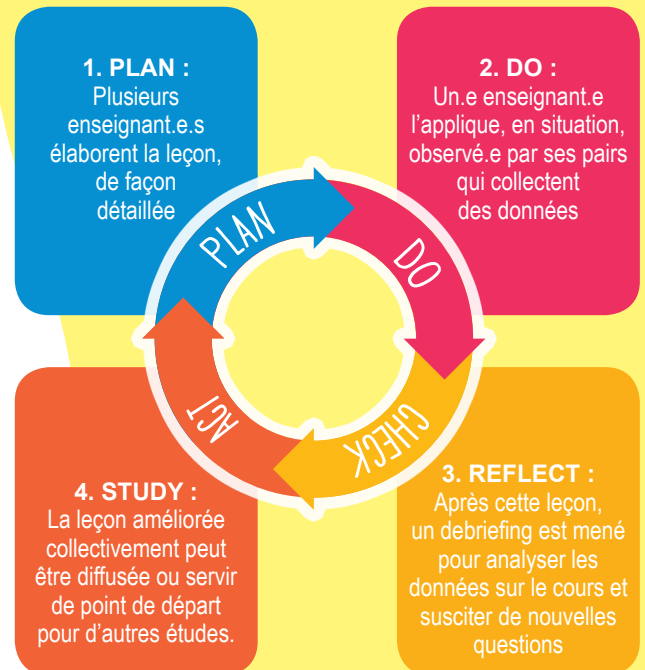 1. PLAN :
Plusieurs
enseignant.e.s
élaborent la leçon,
de façon
détaillée
2. DO :
Un.e enseignant.e
l’applique, en situation,
observé.e par ses pairs
qui collectent
des données
PLAN
DO
CHECK
ACT
3. REFLECT :
Après cette leçon,
un debriefing est mené
pour analyser les
données sur le cours et
susciter de nouvelles
questions
4. STUDY :
La leçon améliorée
collectivement peut
être diffusée ou servir
de point de départ
pour d’autres études.